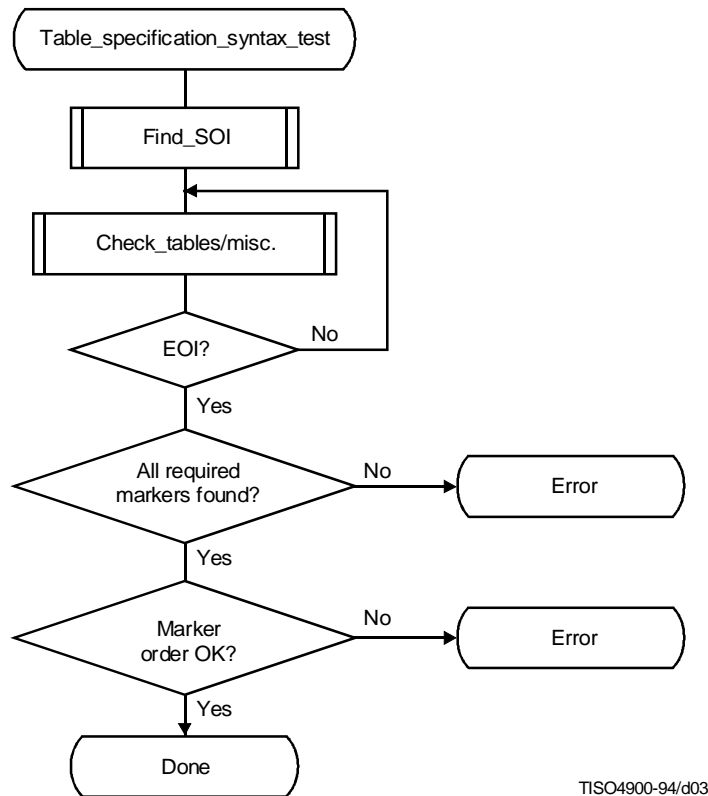 Table_specification_syntax_test
Find_SOI
Check_tables/misc.
EOI?
No
Yes
All required
markers found?
No
Error
Yes
Marker
order OK?
No
Error
Yes
Done
TISO4900-94/d03